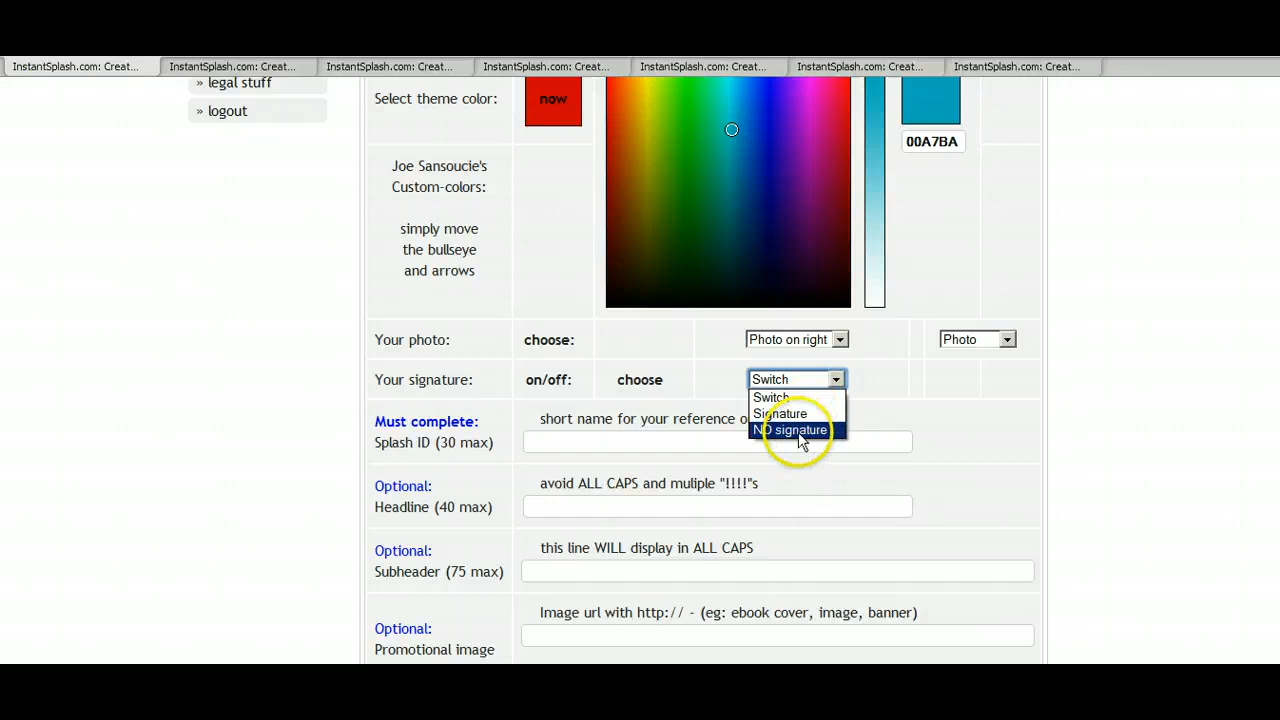 InstantSplash.com: Creat... InstantSplash.com: Creat... InstantSplash.com: Creat... InstantSplash.com: Creat... InstantSplash.com: Creat... InstantSplash.com: Creat... InstantSplash.com: Creat...
» legal stuff
» logout
Select theme color: now
00A7BA
Joe Sansoucie's
Custom-colors:
simply move
the bullseye
and arrows
Your photo: choose: Photo on right Photo
Your signature: on/off: choose Switch
Switch
Signature
NO signature
Must complete: short name for your reference o
Splash ID (30 max)
Optional: avoid ALL CAPS and muliple "!!!!"s
Headline (40 max)
Optional: this line WILL display in ALL CAPS
Subheader (75 max)
Optional: Image url with http:// - (eg: ebook cover, image, banner)
Promotional image